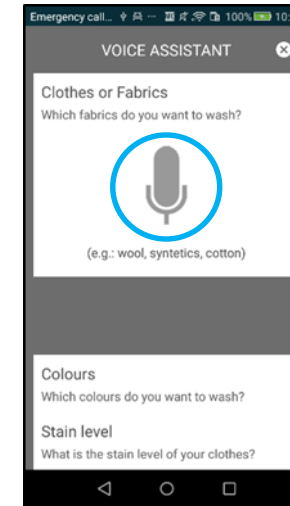 Emergency call... 100% 10:
VOICE ASSISTANT
Clothes or Fabrics
Which fabrics do you want to wash?
(e.g.: wool, syntetics, cotton)
Colours
Which colours do you want to wash?
Stain level
What is the stain level of your clothes?